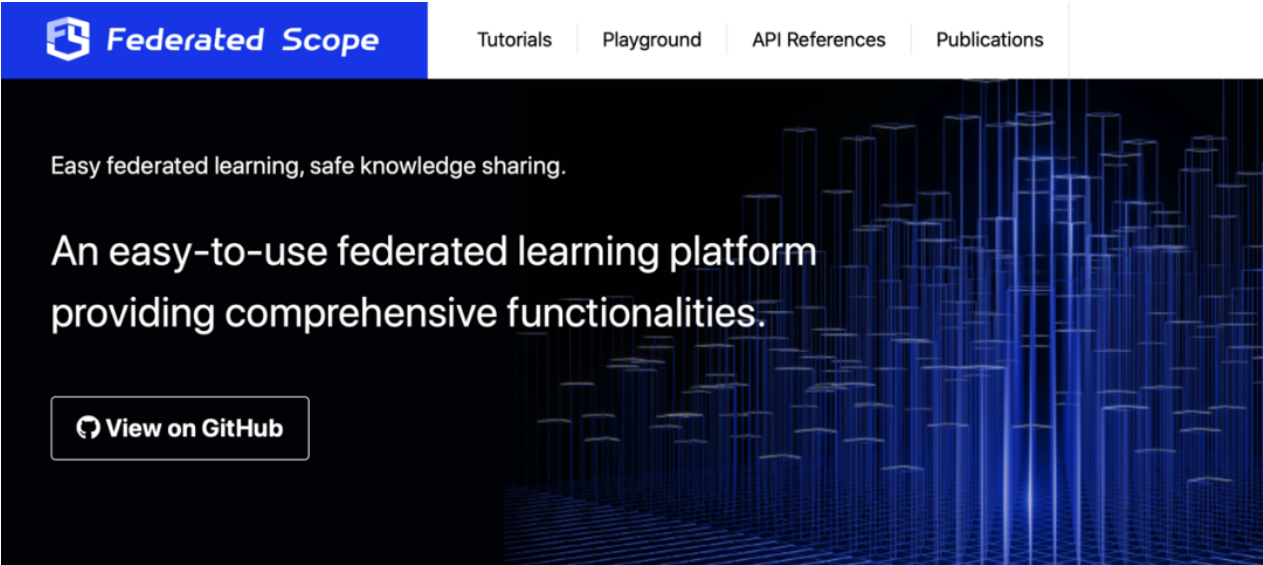 Federated Scope
Tutorials
Playground
API References
Publications
Easy federated learning, safe knowledge sharing.
An easy-to-use federated learning platform
providing comprehensive functionalities.
View on GitHub